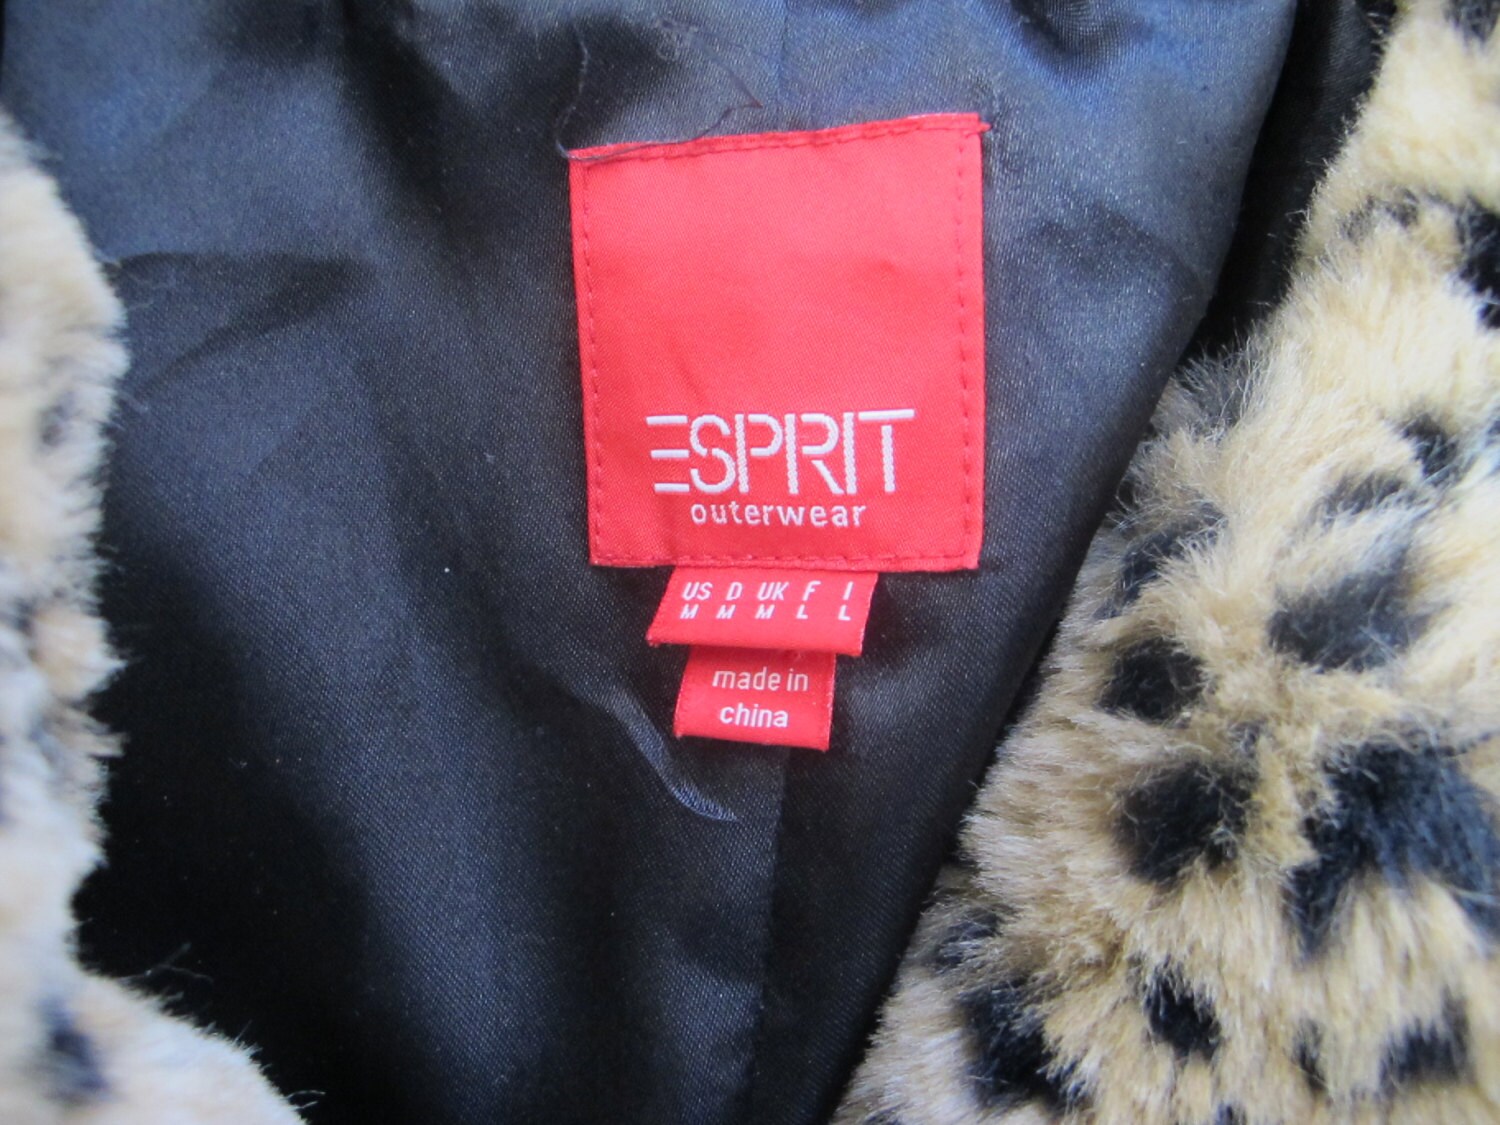 ESPRIT
outerwear
US D UK F I
M M M L L
made in
china